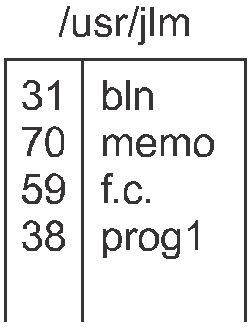 /usr/jlm
31 bln
70 memo
59 f.c.
38 prog1